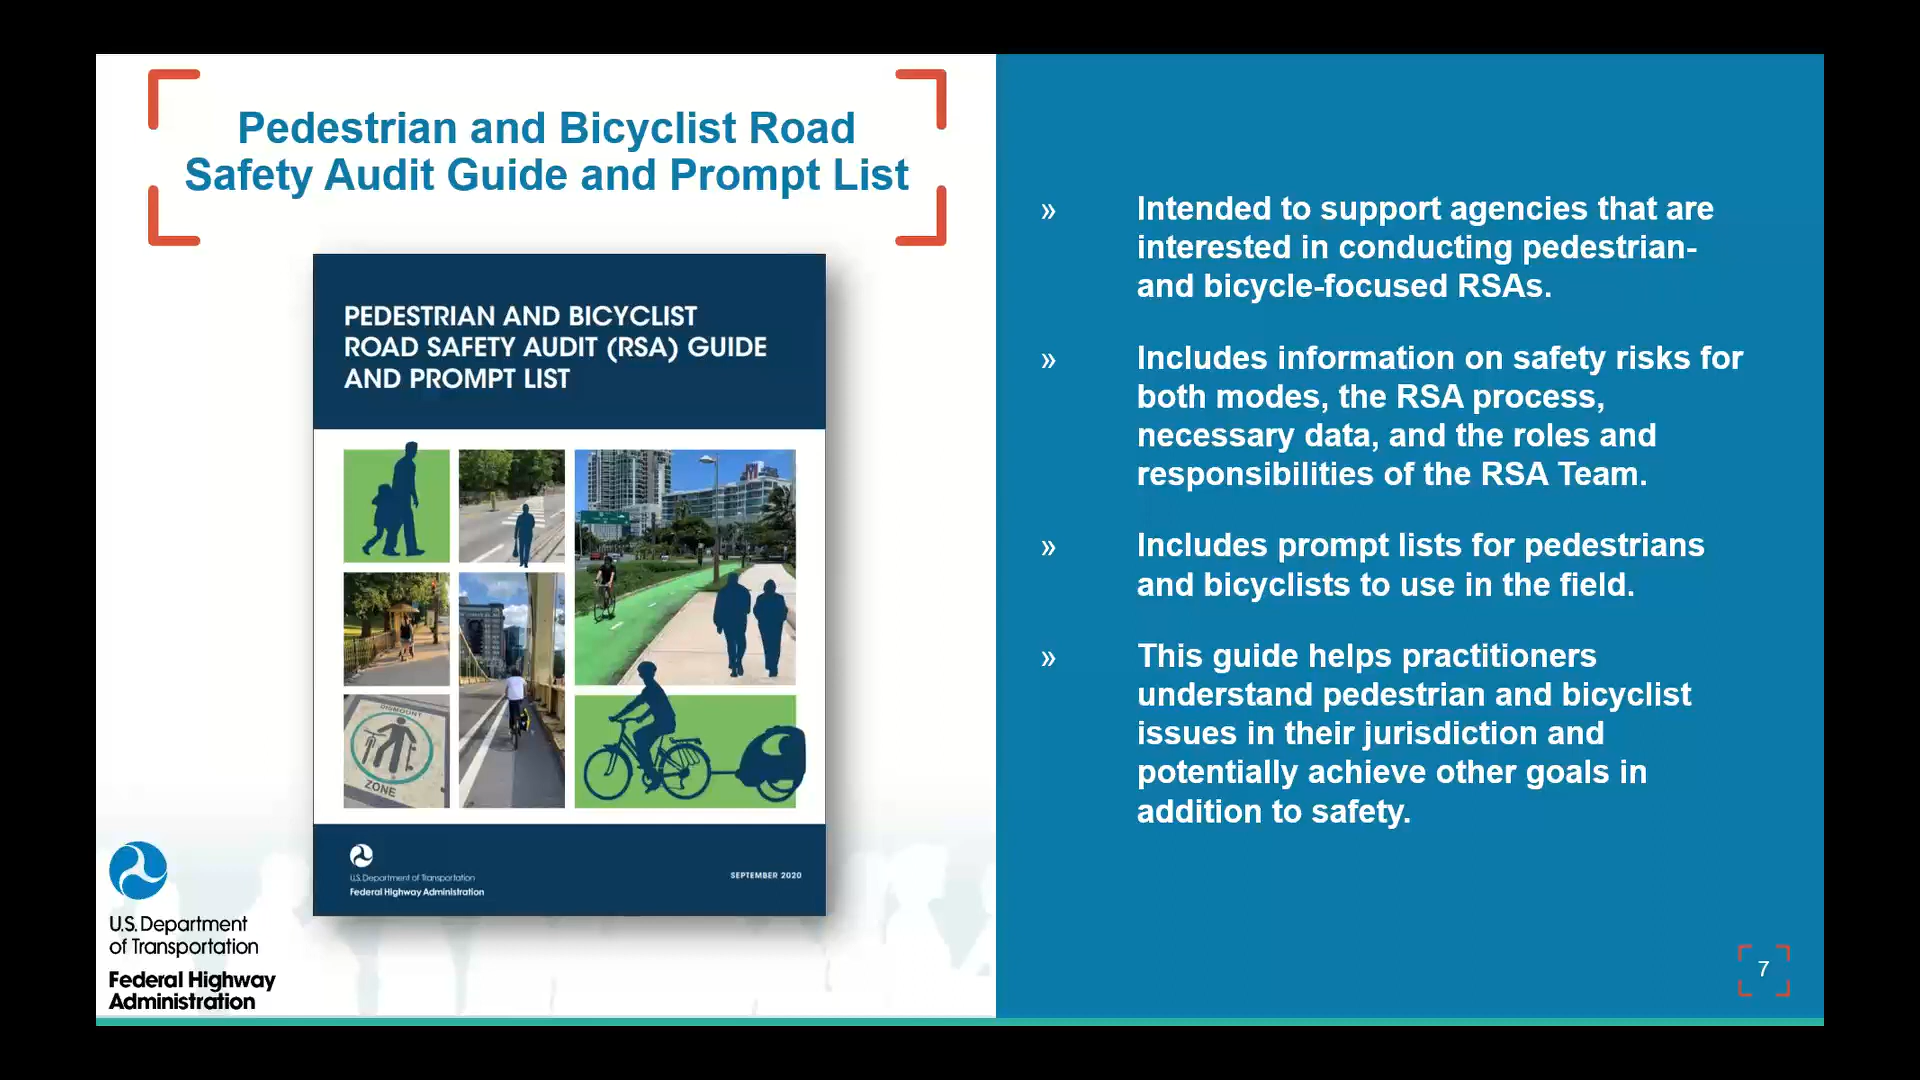 Pedestrian and Bicyclist Road
Safety Audit Guide and Prompt List
PEDESTRIAN AND BICYCLIST
ROAD SAFETY AUDIT (RSA) GUIDE
AND PROMPT LIST
DISMOUNT
ZONE
U.S. Department of Transportation
Federal Highway Administration
SEPTEMBER 2020
U.S. Department
of Transportation
Federal Highway
Administration
» Intended to support agencies that are
interested in conducting pedestrian-
and bicycle-focused RSAs.
» Includes information on safety risks for
both modes, the RSA process,
necessary data, and the roles and
responsibilities of the RSA Team.
» Includes prompt lists for pedestrians
and bicyclists to use in the field.
» This guide helps practitioners
understand pedestrian and bicyclist
issues in their jurisdiction and
potentially achieve other goals in
addition to safety.
7